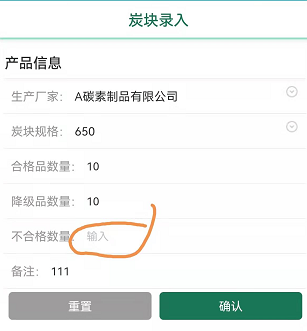 炭块录入
产品信息
生产厂家: A碳素制品有限公司
炭块规格: 650
合格品数量: 10
降级品数量: 10
不合格数量: 输入
备注: 111
重置 确认